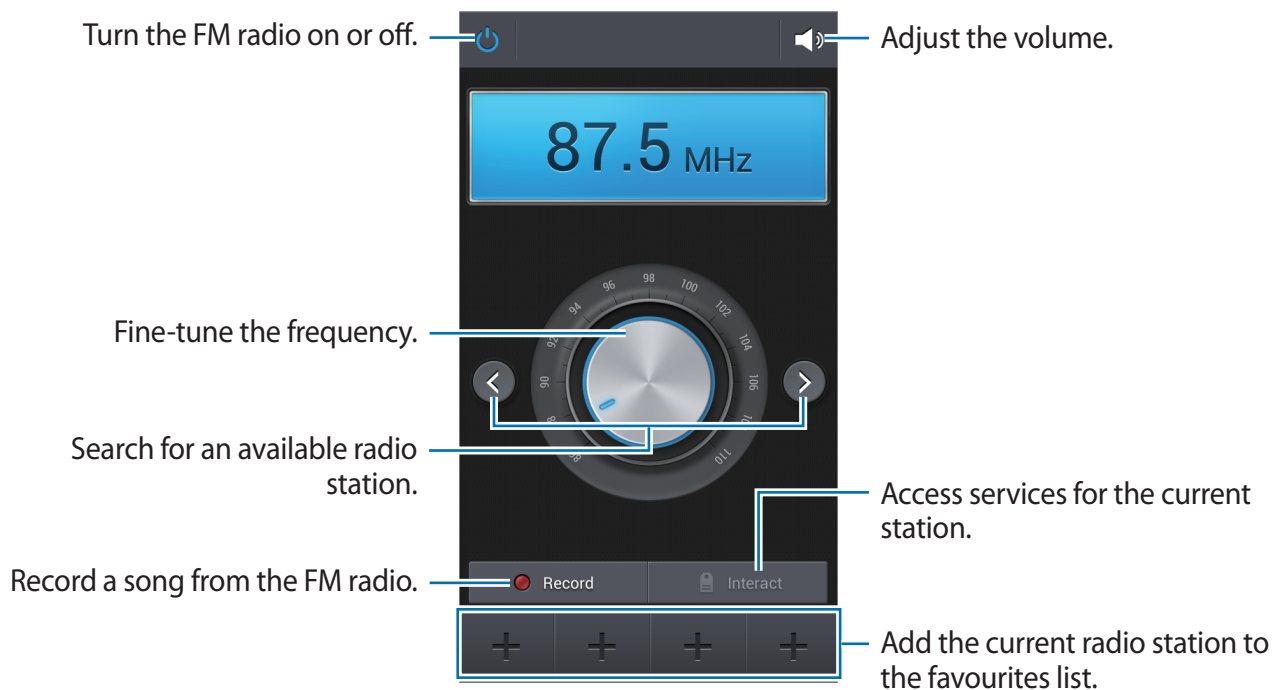 Turn the FM radio on or off.
Adjust the volume.
87.5 MHz
98
96
100
94
102
Fine-tune the frequency.
92
104
90
106
110
Search for an available radio
station.
Access services for the current
station.
Record a song from the FM radio.
Record
Interact
Add the current radio station to
the favourites list.